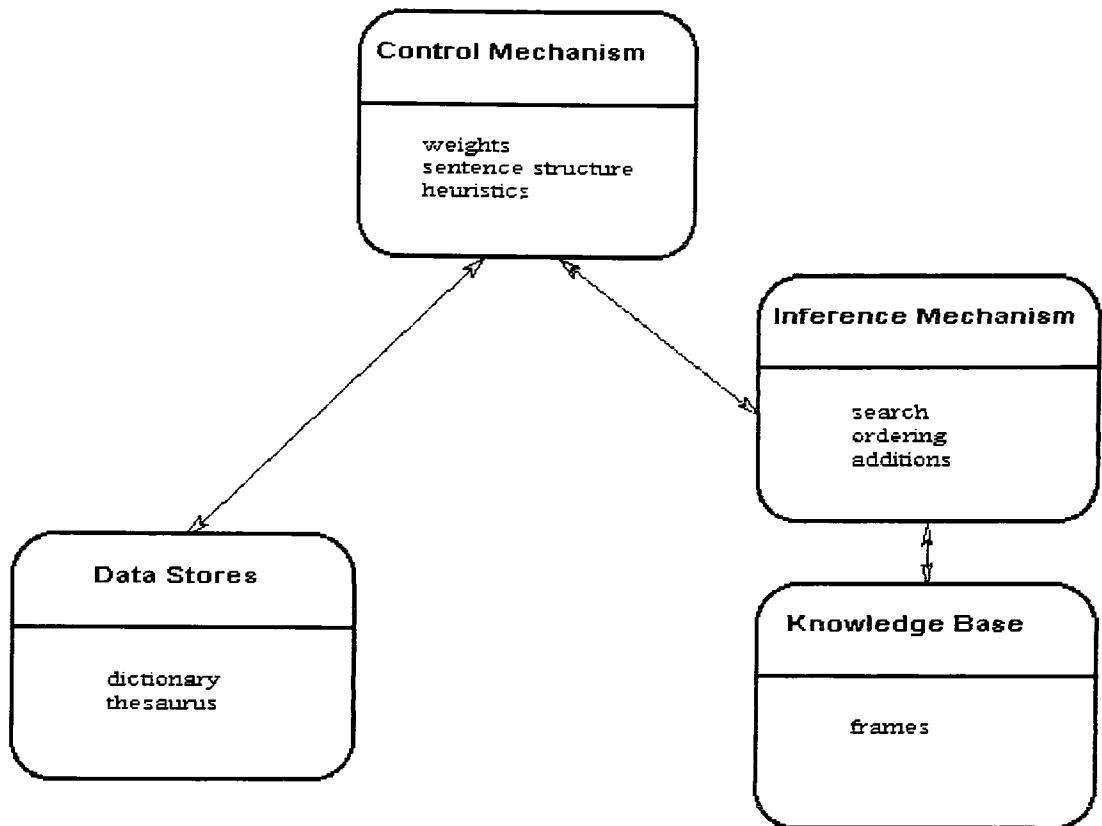 Control Mechanism
weights
sentence structure
heuristics
Inference Mechanism
search
ordering
additions
Data Stores
dictionary
thesaurus
Knowledge Base
frames